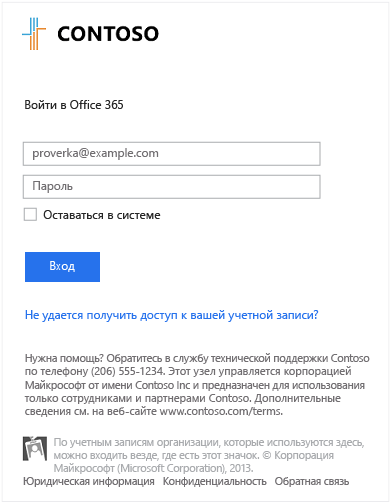 CONTOSO
Войти в Office 365
proverka@example.com
Пароль
Оставаться в системе
Вход
Не удается получить доступ к вашей учетной записи?
Нужна помощь? Обратитесь в службу технической поддержки Contoso
по телефону (206) 555-1234. Этот узел управляется корпорацией
Майкрософт от имени Contoso Inc и предназначен для использования
только сотрудниками и партнерами Contoso. Дополнительные
сведения см. на веб-сайте www.contoso.com/terms.
По учетным записям организации, которые используются здесь,
можно входить везде, где есть этот значок. © Корпорация
Майкрософт (Microsoft Corporation), 2013.
Юридическая информация Конфиденциальность Обратная связь